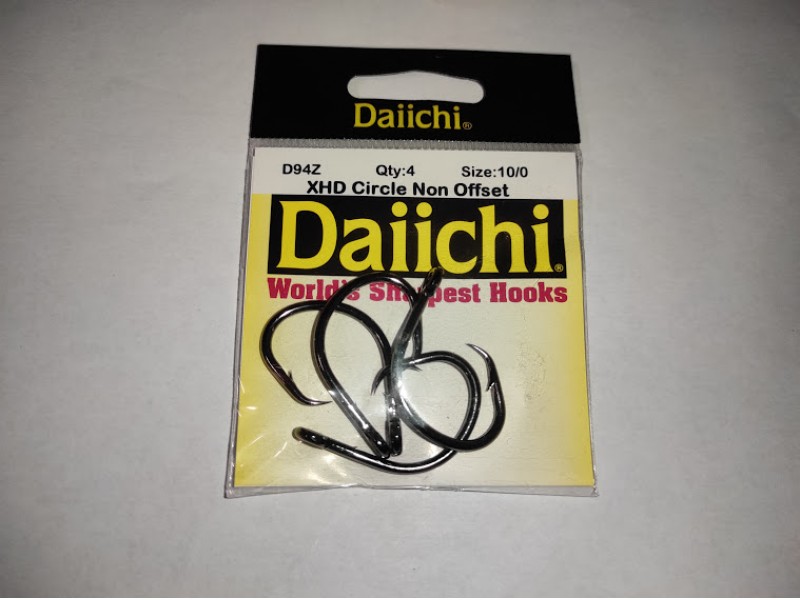 Daiichi®
D94Z Qty:4 Size:10/0
XHD Circle Non Offset
Daiichi®
World's Sharpest Hooks